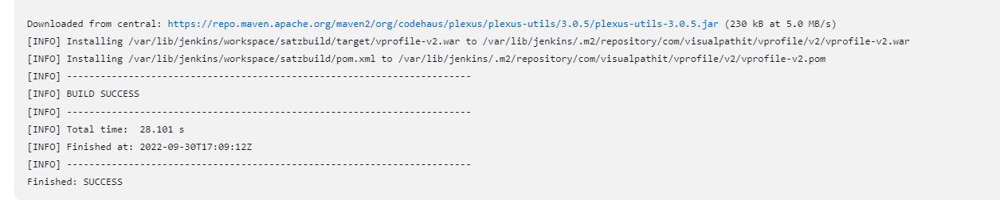 Downloaded from central: https://repo.maven.apache.org/maven2/org/codehaus/plexus/plexus-utils/3.0.5/plexus-utils-3.0.5.jar (230 kB at 5.0 MB/s)
[INFO] Installing /var/lib/jenkins/workspace/satzbuild/target/vprofile-v2.war to /var/lib/jenkins/.m2/repository/com/visualpathit/vprofile/v2/vprofile-v2.war
[INFO] Installing /var/lib/jenkins/workspace/satzbuild/pom.xml to /var/lib/jenkins/.m2/repository/com/visualpathit/vprofile/v2/vprofile-v2.pom
[INFO] ------------------------------------------------------------------------
[INFO] BUILD SUCCESS
[INFO] ------------------------------------------------------------------------
[INFO] Total time:  28.101 s
[INFO] Finished at: 2022-09-30T17:09:12Z
[INFO] ------------------------------------------------------------------------
Finished: SUCCESS